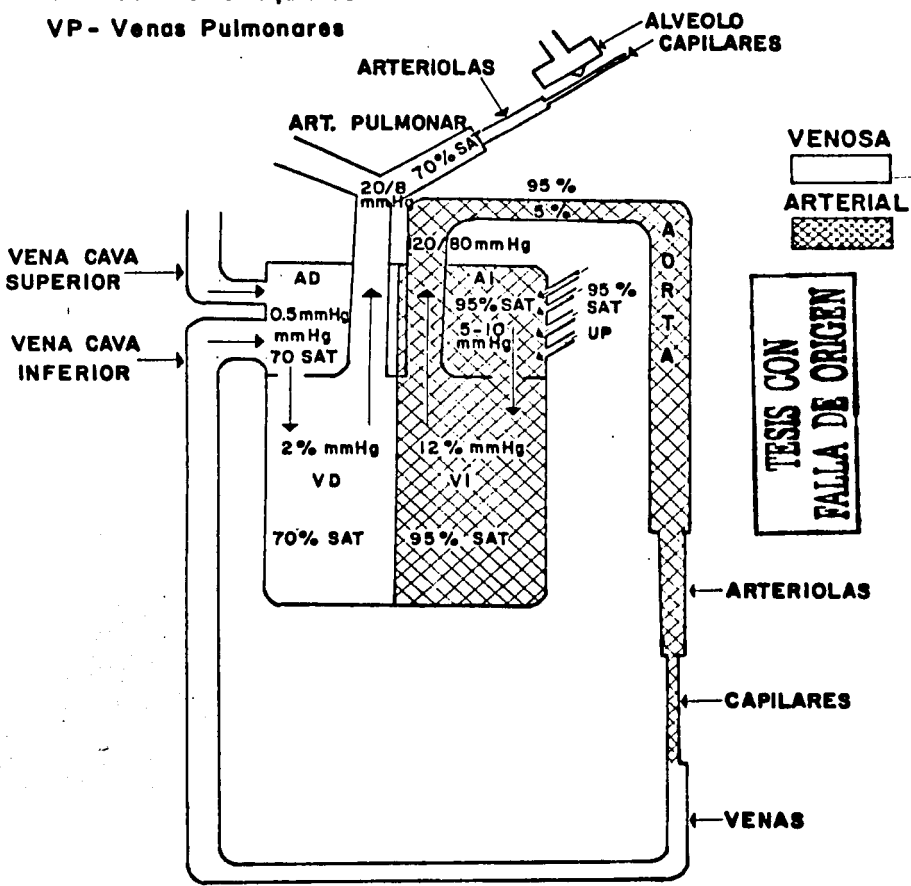 VP - Venas Pulmonares
ALVEOLO
CAPILARES
ARTERIOLAS
ART. PULMONAR
70% SAT
20/8
mmHg
VENOSA
ARTERIAL
95 %
5 %
120/80 mmHg
AORTA
VENA CAVA
SUPERIOR
VENA CAVA
INFERIOR
AD
0.5 mmHg
mmHg
70 SAT
AI
95% SAT
5-10
mmHg
95 %
SAT
UP
TESIS CON
FALLA DE ORIGEN
2% mmHg
VD
70% SAT
12% mmHg
VI
95% SAT
ARTERIOLAS
CAPILARES
VENAS